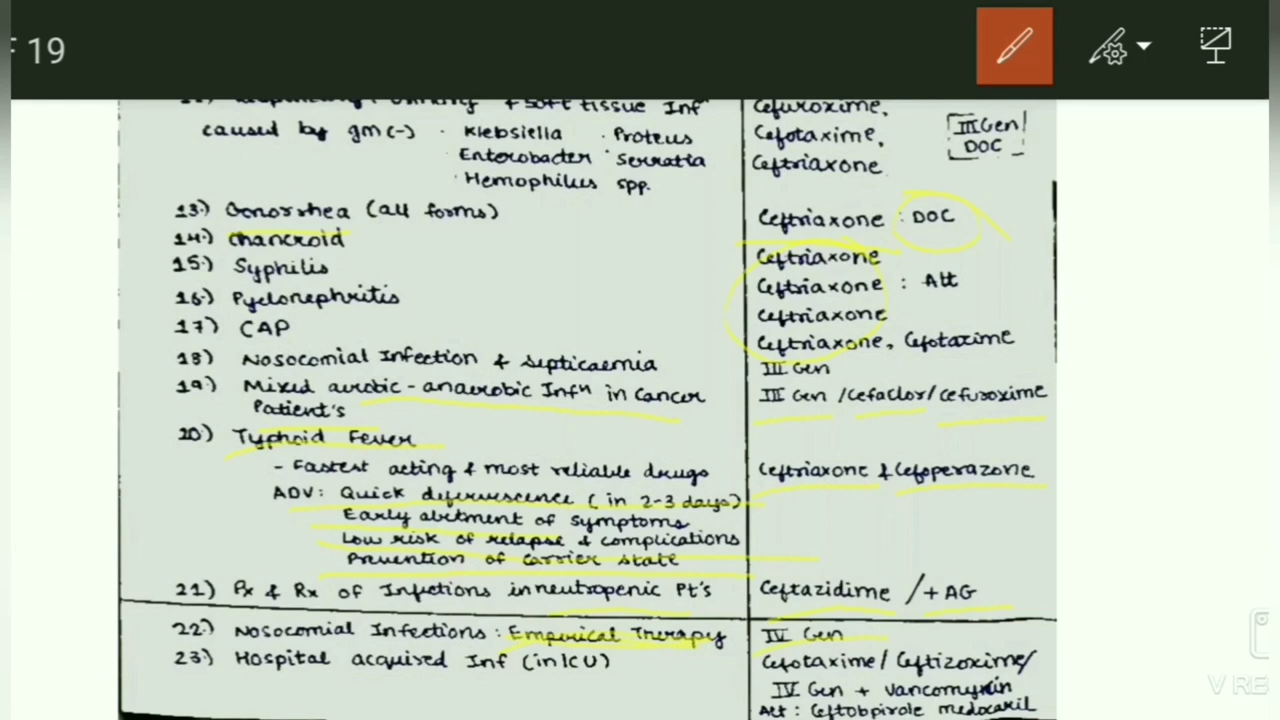 19
soft tissue Infⁿ
Cefuroxime,
caused by gm(-) · Klebsiella · Proteus
Cefotaxime,
III Gen/
DOC
Enterobacter · Serratia
Ceftriaxone
· Hemophilus spp.
13.) Gonorrhea (all forms)
Ceftriaxone : DOC
14.) Chancroid
Ceftriaxone
15.) Syphilis
Ceftriaxone : Alt
16.) Pyelonephritis
Ceftriaxone
17.) CAP
Ceftriaxone, Cefotaxime
18.) Nosocomial Infection & Septicaemia
III Gen
19.) Mixed aerobic - anaerobic Infⁿ in Cancer
Patient's
III Gen / Cefaclor / Cefuroxime
20.) Typhoid Fever
- Fastest acting & most reliable drugs
Ceftriaxone & Cefoperazone
ADV: Quick defervescence (in 2-3 days)
Early abetment of symptoms
Low risk of relapse & complications
Prevention of carrier state
21) Px & Rx of Infections in neutropenic Pt's
Ceftazidime / + AG
22.) Nosocomial Infections : Empirical Therapy
IV Gen
23.) Hospital acquired Inf (in ICU)
Cefotaxime / Ceftizoxime /
IV Gen + Vancomycin
Alt : Ceftobiprole medocaril
V RE